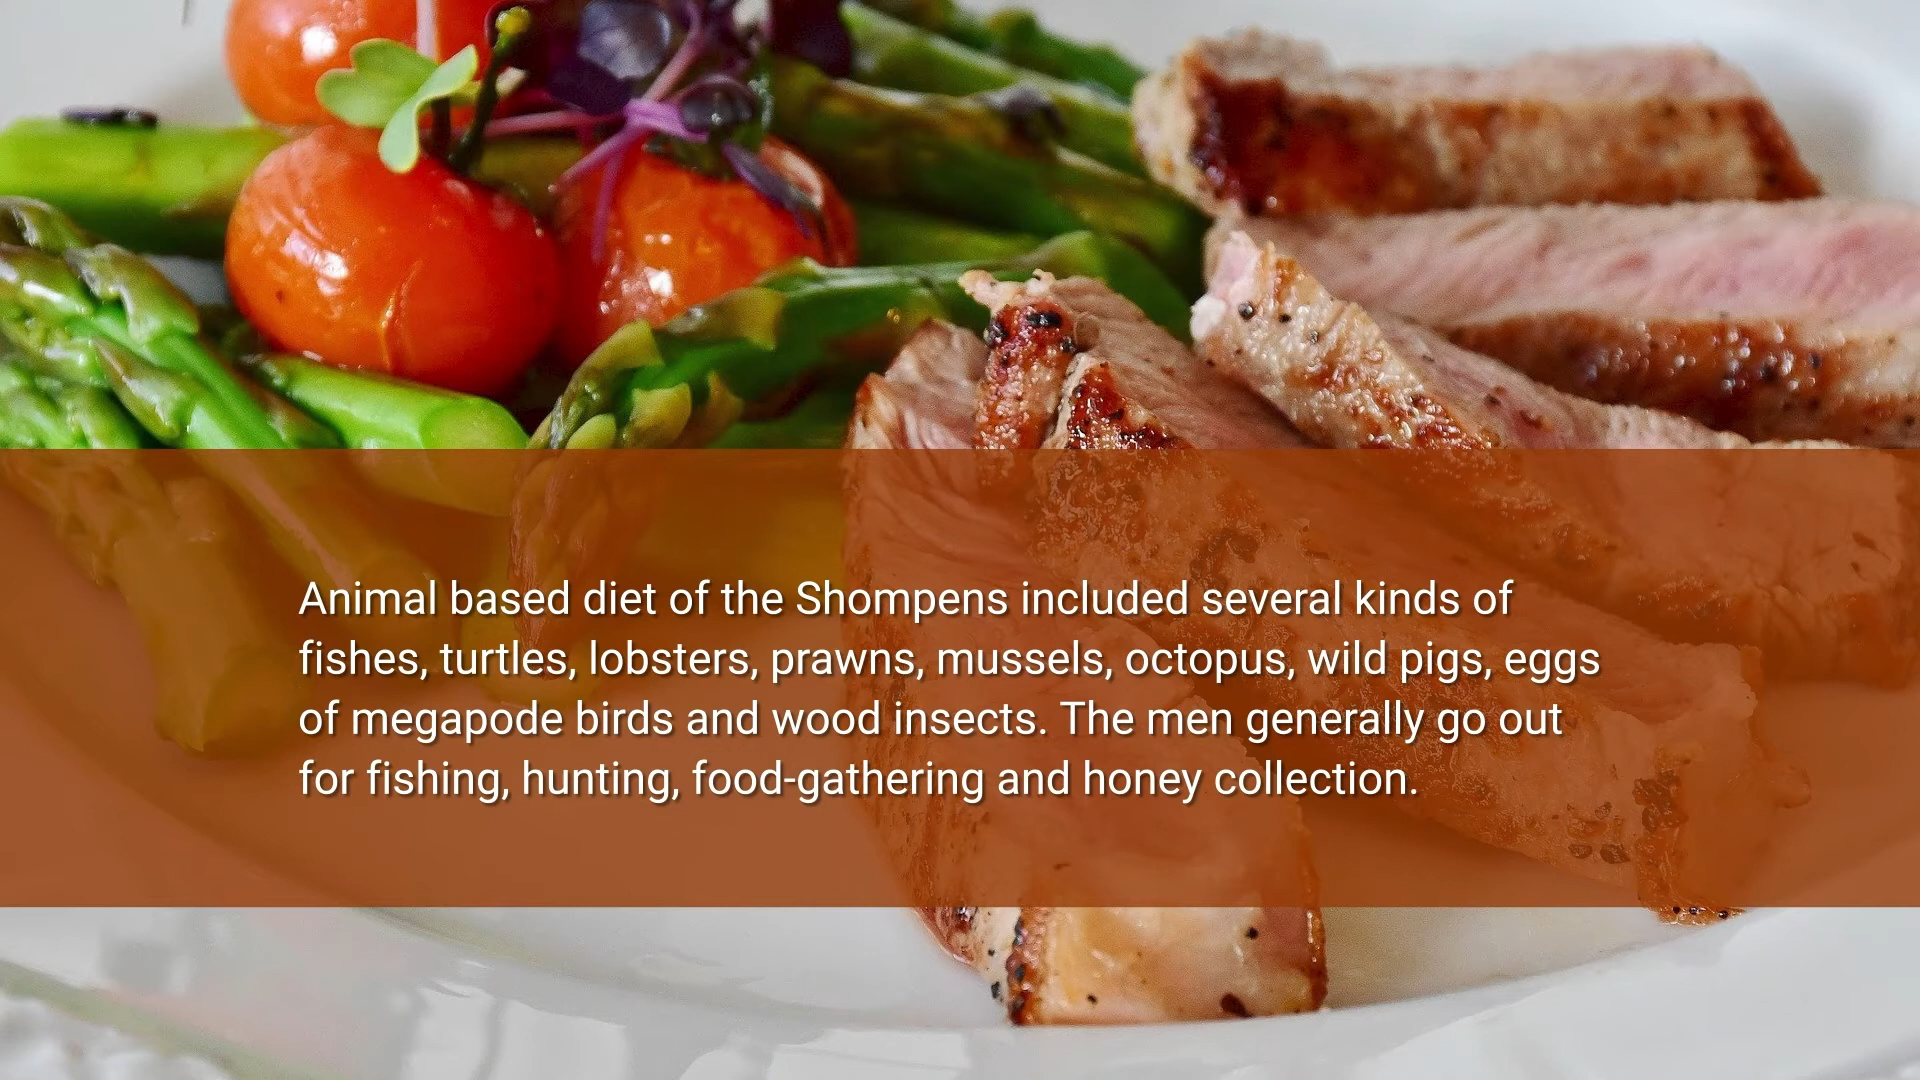 Animal based diet of the Shompens included several kinds of
fishes, turtles, lobsters, prawns, mussels, octopus, wild pigs, eggs
of megapode birds and wood insects. The men generally go out
for fishing, hunting, food-gathering and honey collection.